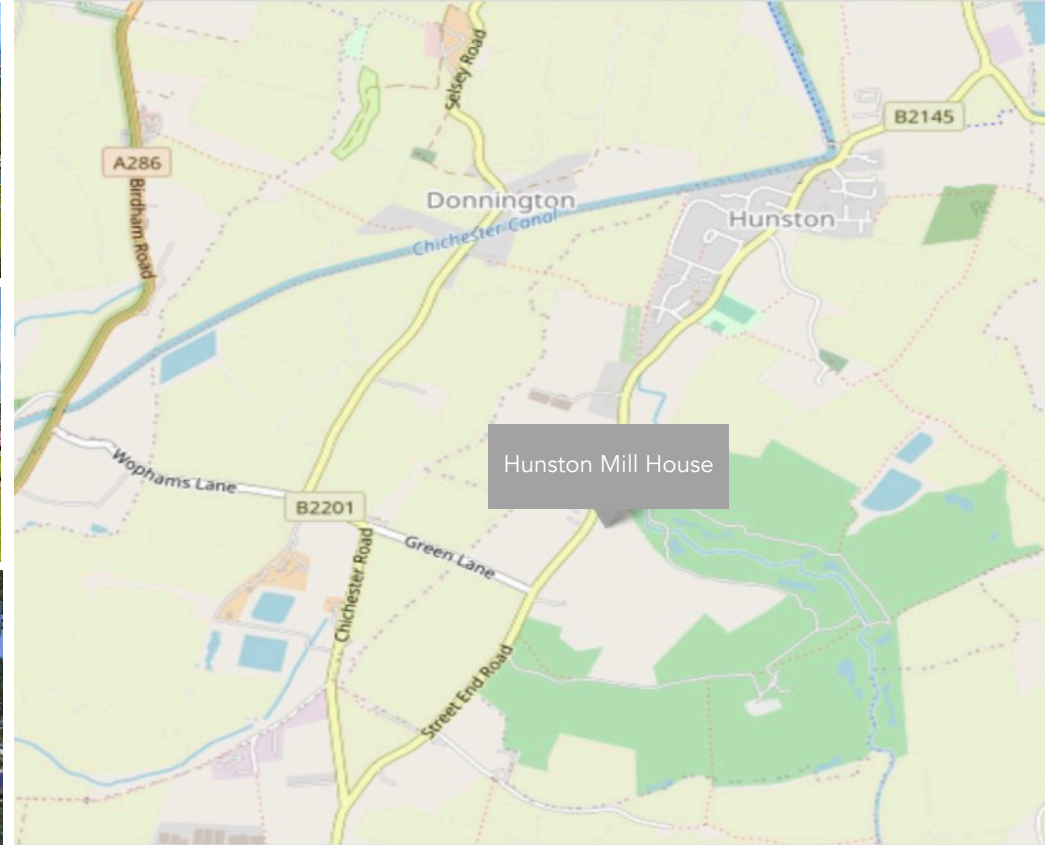 Selsey Road
B2145
A286
Birdham Road
Donnington
Hunston
Chichester Canal
Hunston Mill House
Wophams Lane
B2201
Green Lane
Chichester Road
Street End Road